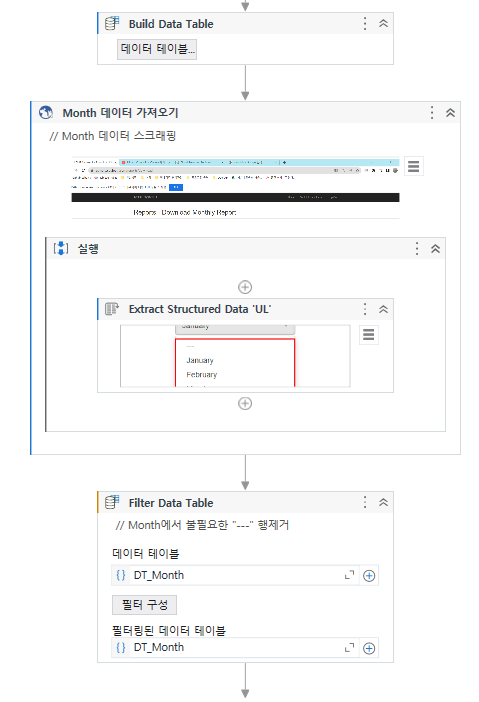 Build Data Table
데이터 테이블...
Month 데이터 가져오기
// Month 데이터 스크래핑
Reports - Download Monthly Report
실행
Extract Structured Data 'UL'
January
---
January
February
Filter Data Table
// Month에서 불필요한 "---" 행제거
데이터 테이블
DT_Month
필터 구성
필터링된 데이터 테이블
DT_Month